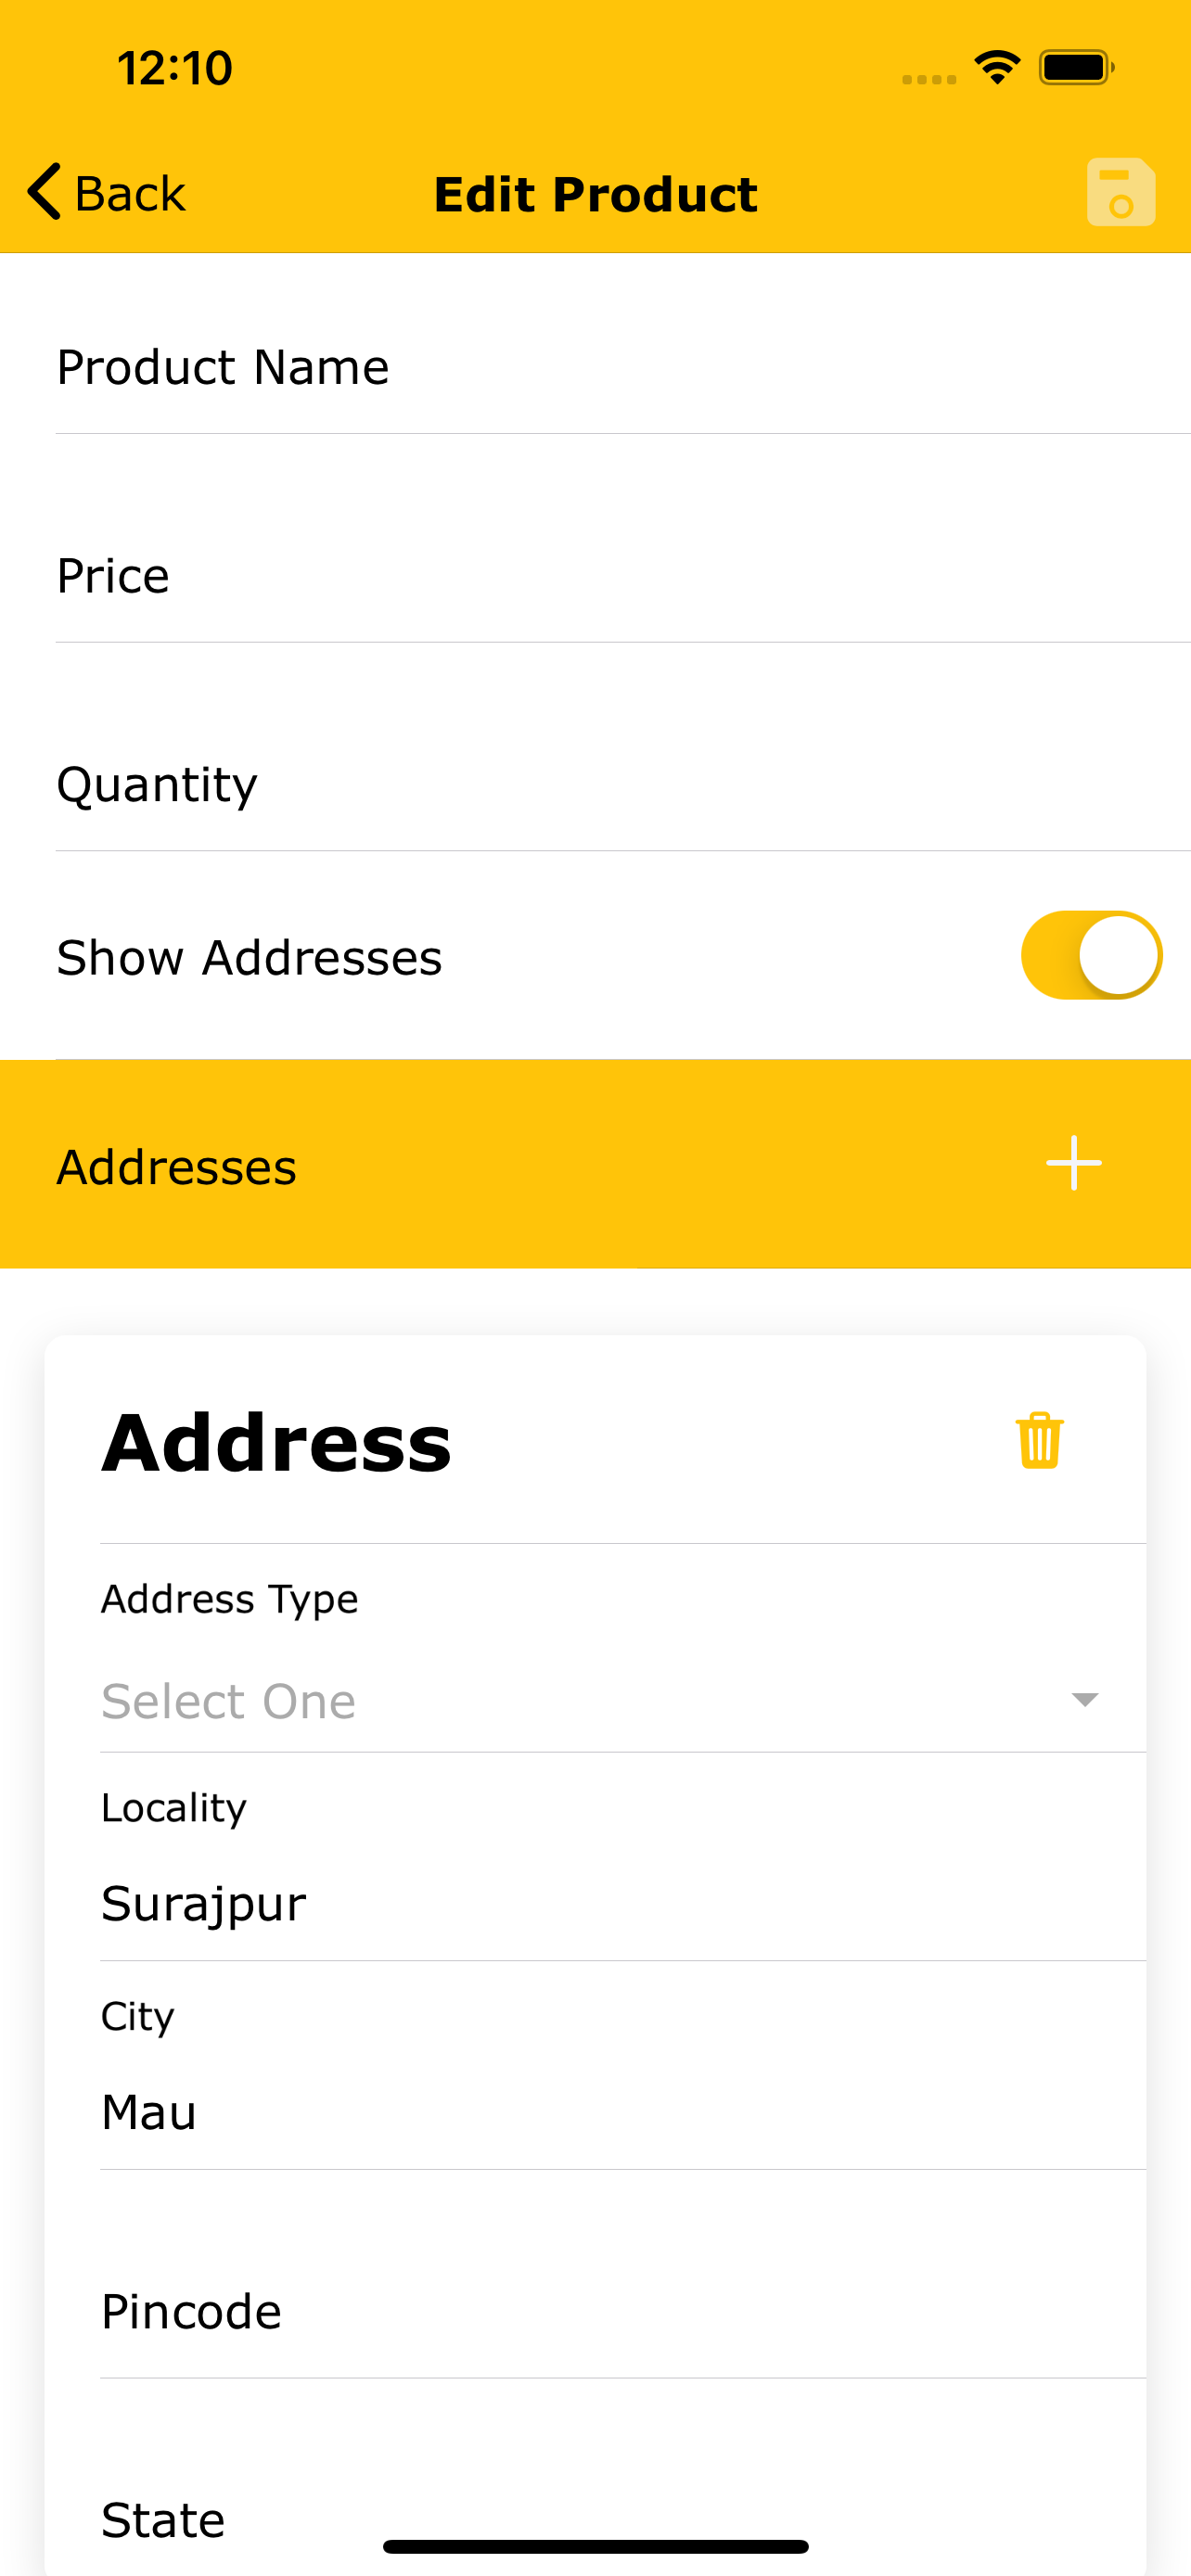 12:10
Back
Edit Product
Product Name
Price
Quantity
Show Addresses
Addresses
Address
Address Type
Select One
Locality
Surajpur
City
Mau
Pincode
State